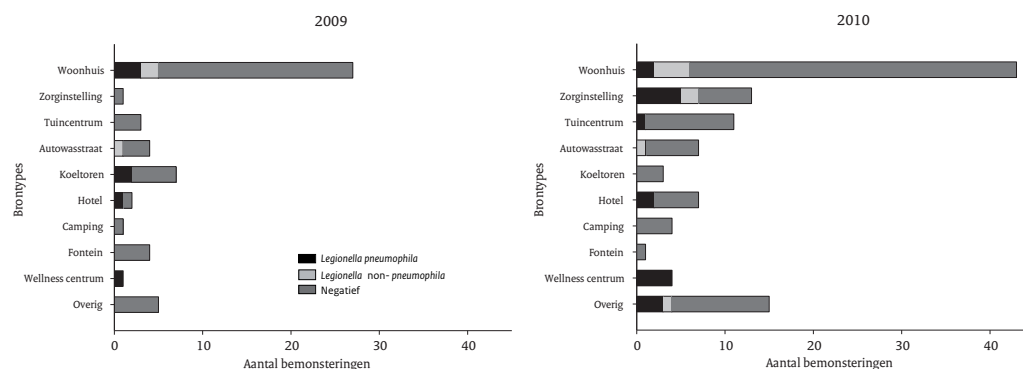 2009
Brontypes
Woonhuis
Zorginstelling
Tuincentrum
Autowasstraat
Koeltoren
Hotel
Camping
Fontein
Wellness centrum
Overig
Legionella pneumophila
Legionella non- pneumophila
Negatief
0 10 20 30 40
Aantal bemonsteringen
2010
Brontypes
Woonhuis
Zorginstelling
Tuincentrum
Autowasstraat
Koeltoren
Hotel
Camping
Fontein
Wellness centrum
Overig
0 10 20 30 40
Aantal bemonsteringen